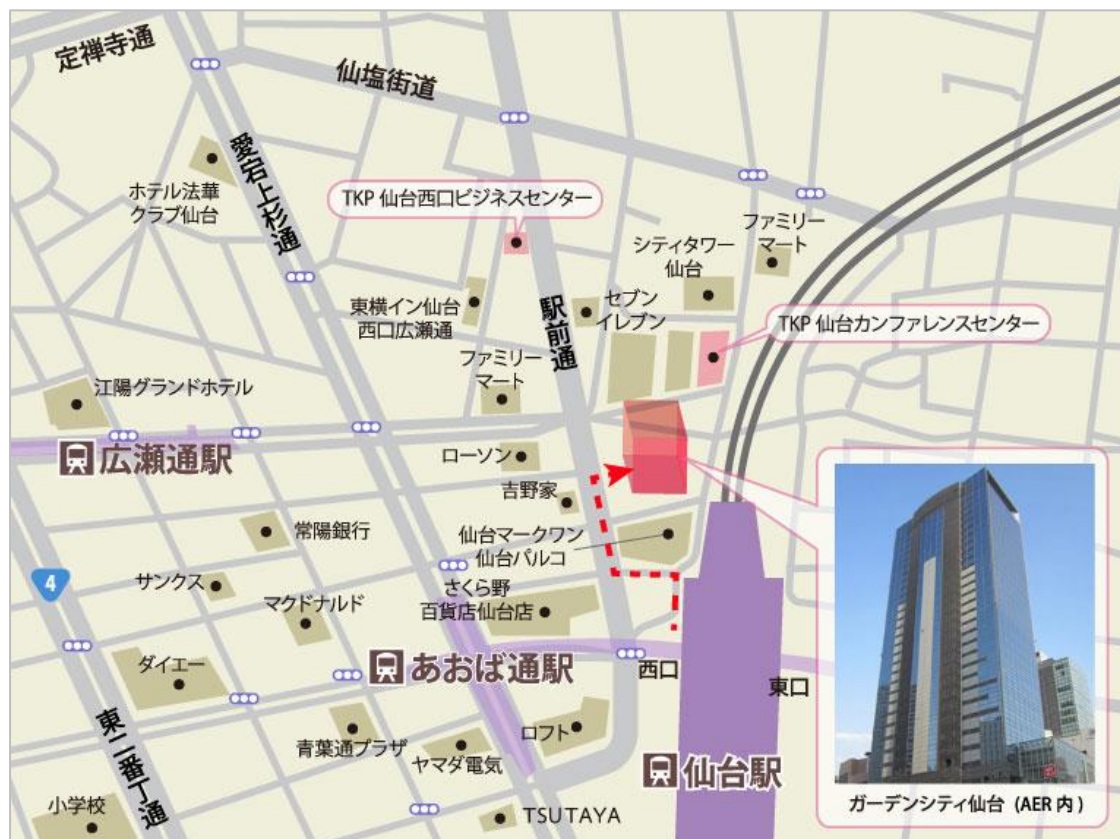 定禅寺通
仙塩街道
愛宕上杉通
ホテル法華
クラブ仙台
TKP 仙台西口ビジネスセンター
ファミリー
マート
シティタワー
仙台
東横イン仙台
西口広瀬通
駅前通
セブン
イレブン
TKP 仙台カンファレンスセンター
ファミリー
マート
江陽グランドホテル
広瀬通駅
ローソン
吉野家
常陽銀行
仙台マークワン
仙台パルコ
4
サンクス
マクドナルド
さくら野
百貨店仙台店
ダイエー
あおば通駅
西口
東口
東二番丁通
青葉通プラザ
ヤマダ電気
ロフト
仙台駅
小学校
TSUTAYA
ガーデンシティ仙台 (AER 内)